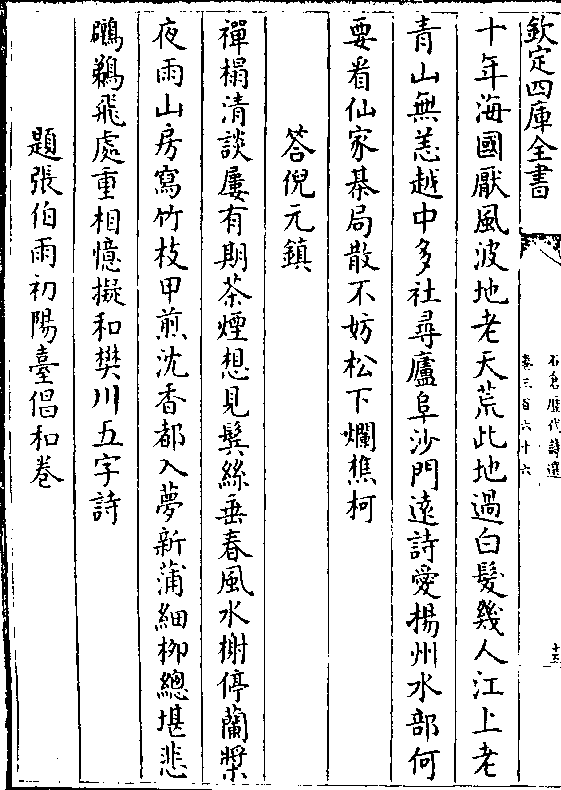 欽定四庫全書
石倉歷代詩選
卷三百六十六
十五
十年海國厭風波地老天荒此地過白髮幾人江上老
青山無恙越中多社尋廬阜沙門遠詩愛揚州水部何
要看仙家棊局散不妨松下爛樵柯
答倪元鎮
禪榻清談屢有期茶煙想見鬢絲垂春風水榭停蘭槳
夜雨山房寫竹枝甲煎沈香都入夢新蒲細柳總堪悲
鸊鵜飛處重相憶擬和樊川五字詩
題張伯雨初陽臺倡和卷